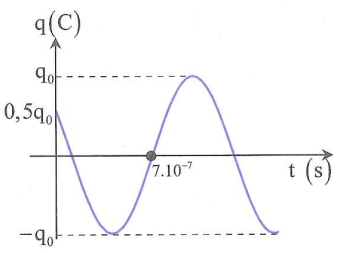 q(C)
q₀
0,5q₀
7.10⁻⁷
t (s)
−q₀